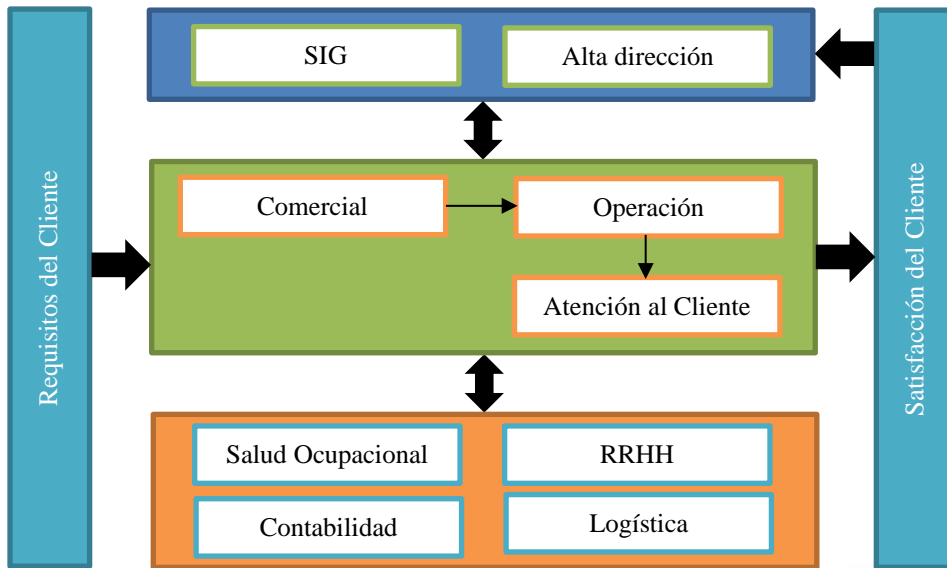 Requisitos del Cliente
SIG
Alta dirección
Comercial
Operación
Atención al Cliente
Salud Ocupacional
RRHH
Contabilidad
Logística
Satisfacción del Cliente